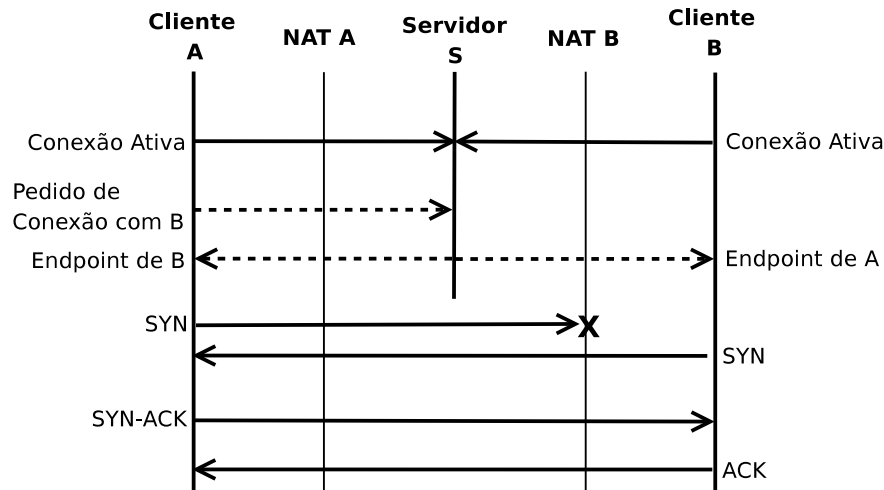 Cliente
A
NAT A
Servidor
S
NAT B
Cliente
B
Conexão Ativa
Conexão Ativa
Pedido de
Conexão com B
Endpoint de B
Endpoint de A
SYN
X
SYN
SYN-ACK
ACK